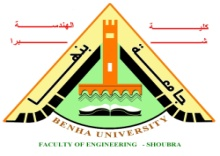 كلية الهندسة
شبرا
جامعة بنها
BENHA UNIVERSITY
FACULTY OF ENGINEERING - SHOUBRA